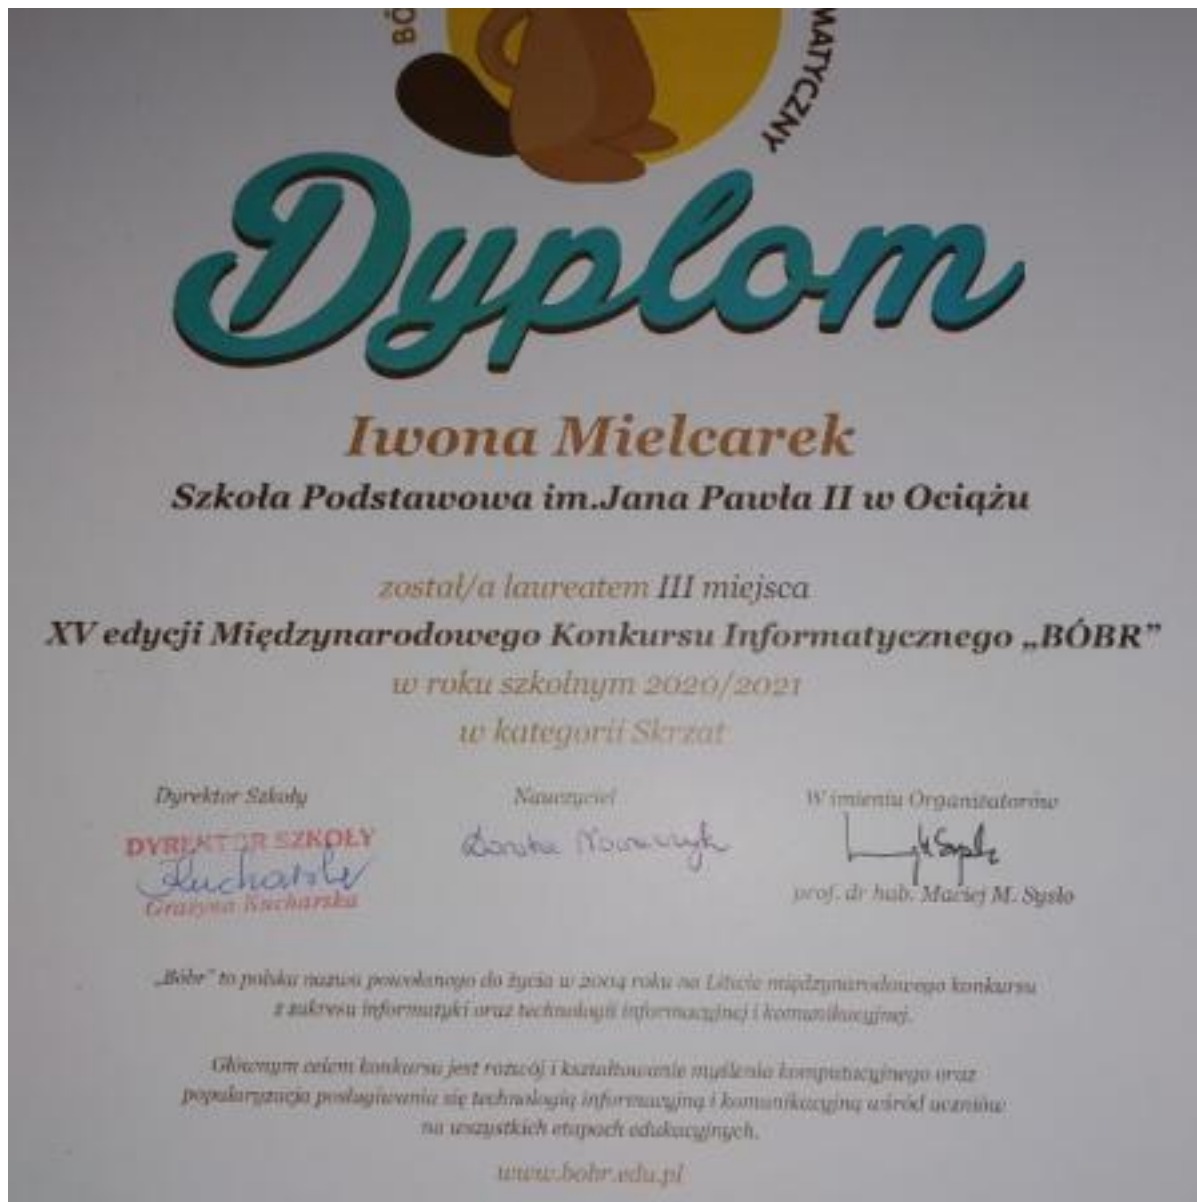 BÓ
MATYCZNY
Dyplom
Iwona Mielcarek
Szkoła Podstawowa im.Jana Pawła II w Ociążu
został/a laureatem III miejsca
XV edycji Międzynarodowego Konkursu Informatycznego „BÓBR”
w roku szkolnym 2020/2021
w kategorii Skrzat
Dyrektor Szkoły
Nauczyciel
W imieniu Organizatorów
DYREKTOR SZKOŁY
Grażyna Kucharska
Dorota
prof. dr hab. Maciej M. Sysło
„Bóbr” to polska nazwa powołanego do życia w 2004 roku na Litwie międzynarodowego konkursu
z zakresu informatyki oraz technologii informacyjnej i komunikacyjnej.
Głównym celem konkursu jest rozwój i kształtowanie myślenia komputacyjnego oraz
popularyzacja posługiwania się technologią informacyjną i komunikacyjną wśród uczniów
na wszystkich etapach edukacyjnych.
www.bobr.edu.pl